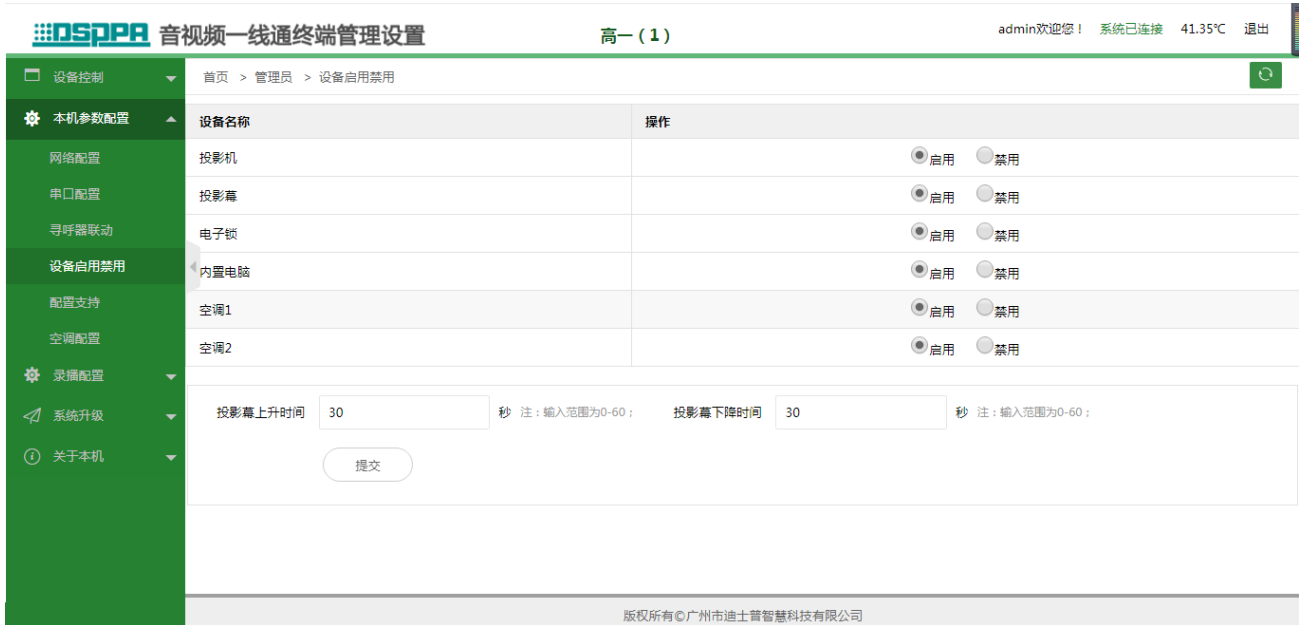 DSPPA 音视频一线通终端管理设置 高一(1) admin欢迎您! 系统已连接 41.35℃ 退出
设备控制
首页 > 管理员 > 设备启用禁用
本机参数配置
网络配置
串口配置
寻呼器联动
设备启用禁用
配置支持
空调配置
录播配置
系统升级
关于本机
设备名称 操作
投影机 启用 禁用
投影幕 启用 禁用
电子锁 启用 禁用
内置电脑 启用 禁用
空调1 启用 禁用
空调2 启用 禁用
投影幕上升时间 30 秒 注:输入范围为0-60; 投影幕下降时间 30 秒 注:输入范围为0-60;
提交
版权所有©广州市迪士普智慧科技有限公司